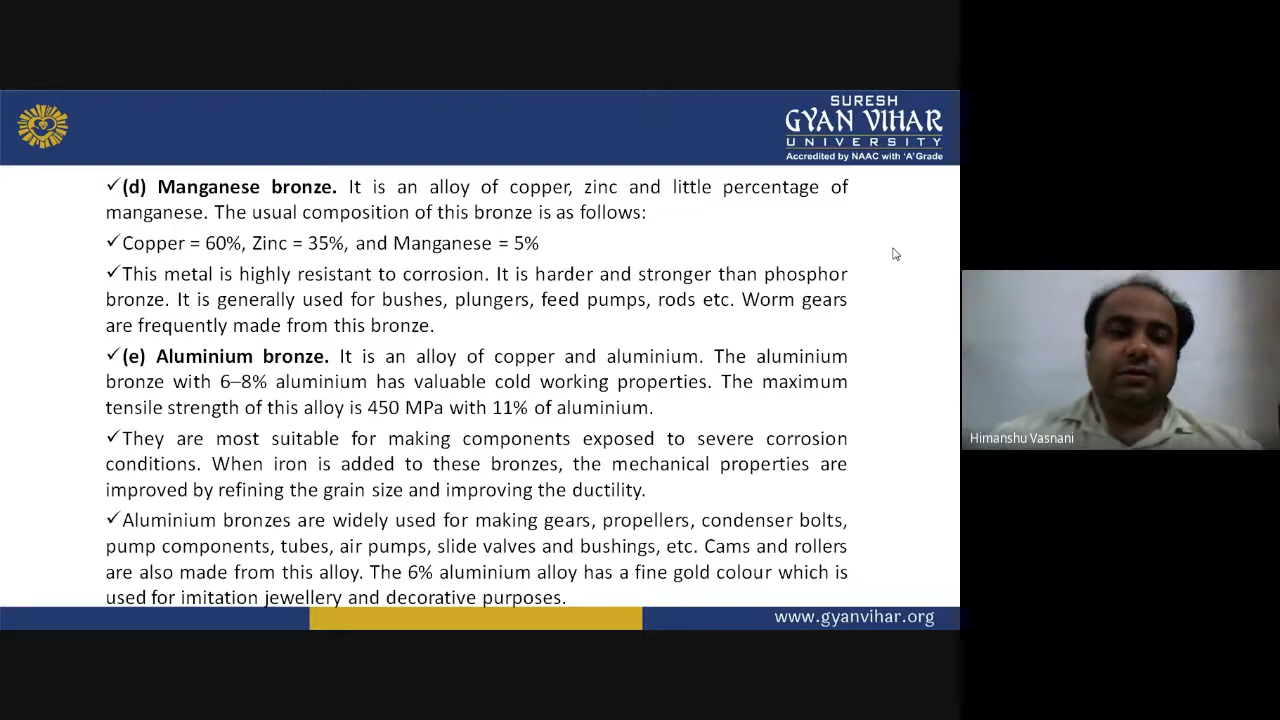 SURESH
GYAN VIHAR
UNIVERSITY
Accredited by NAAC with 'A' Grade
✓(d) Manganese bronze. It is an alloy of copper, zinc and little percentage of
manganese. The usual composition of this bronze is as follows:
✓Copper = 60%, Zinc = 35%, and Manganese = 5%
✓This metal is highly resistant to corrosion. It is harder and stronger than phosphor
bronze. It is generally used for bushes, plungers, feed pumps, rods etc. Worm gears
are frequently made from this bronze.
✓(e) Aluminium bronze. It is an alloy of copper and aluminium. The aluminium
bronze with 6–8% aluminium has valuable cold working properties. The maximum
tensile strength of this alloy is 450 MPa with 11% of aluminium.
✓They are most suitable for making components exposed to severe corrosion
conditions. When iron is added to these bronzes, the mechanical properties are
improved by refining the grain size and improving the ductility.
✓Aluminium bronzes are widely used for making gears, propellers, condenser bolts,
pump components, tubes, air pumps, slide valves and bushings, etc. Cams and rollers
are also made from this alloy. The 6% aluminium alloy has a fine gold colour which is
used for imitation jewellery and decorative purposes.
www.gyanvihar.org
Himanshu Vasnani